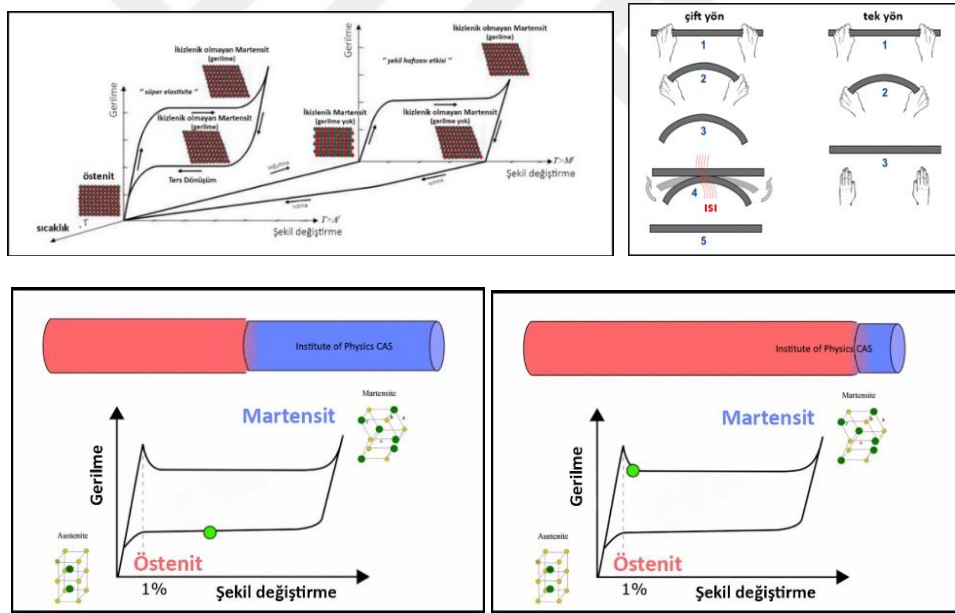 Gerilme
İkizlenik olmayan Martensit
(gerilme)
" süper elastisite "
İkizlenik olmayan Martensit
(gerilme)
Ters Dönüşüm
östenit
sıcaklık , T
T>Aᶠ
Şekil değiştirme
Gerilme
İkizlenik olmayan Martensit
(gerilme)
" şekil hafızası etkisi "
İkizlenik Martensit
(gerilme yok)
İkizlenik olmayan Martensit
(gerilme yok)
soğutma
ısıtma
ısıtma
T>Mᶠ
Şekil değiştirme
çift yön
1
2
3
4
ISI
5
tek yön
1
2
3
Institute of Physics CAS
Martensite
Martensit
Gerilme
Austenite
Östenit
1%
Şekil değiştirme
Institute of Physics CAS
Martensite
Martensit
Gerilme
Austenite
Östenit
1%
Şekil değiştirme